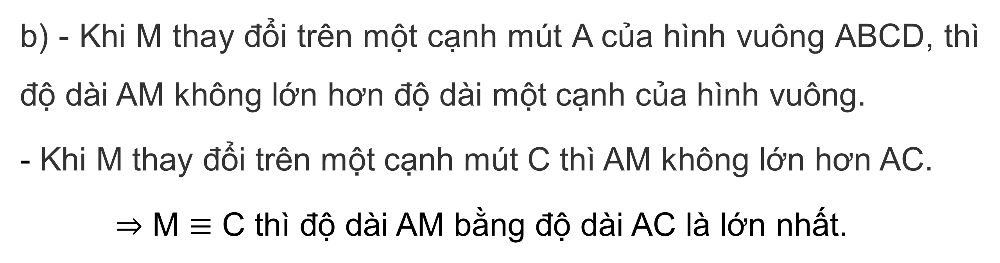 b) - Khi M thay đổi trên một cạnh mút A của hình vuông ABCD, thì
độ dài AM không lớn hơn độ dài một cạnh của hình vuông.
- Khi M thay đổi trên một cạnh mút C thì AM không lớn hơn AC.
⇒ M ≡ C thì độ dài AM bằng độ dài AC là lớn nhất.